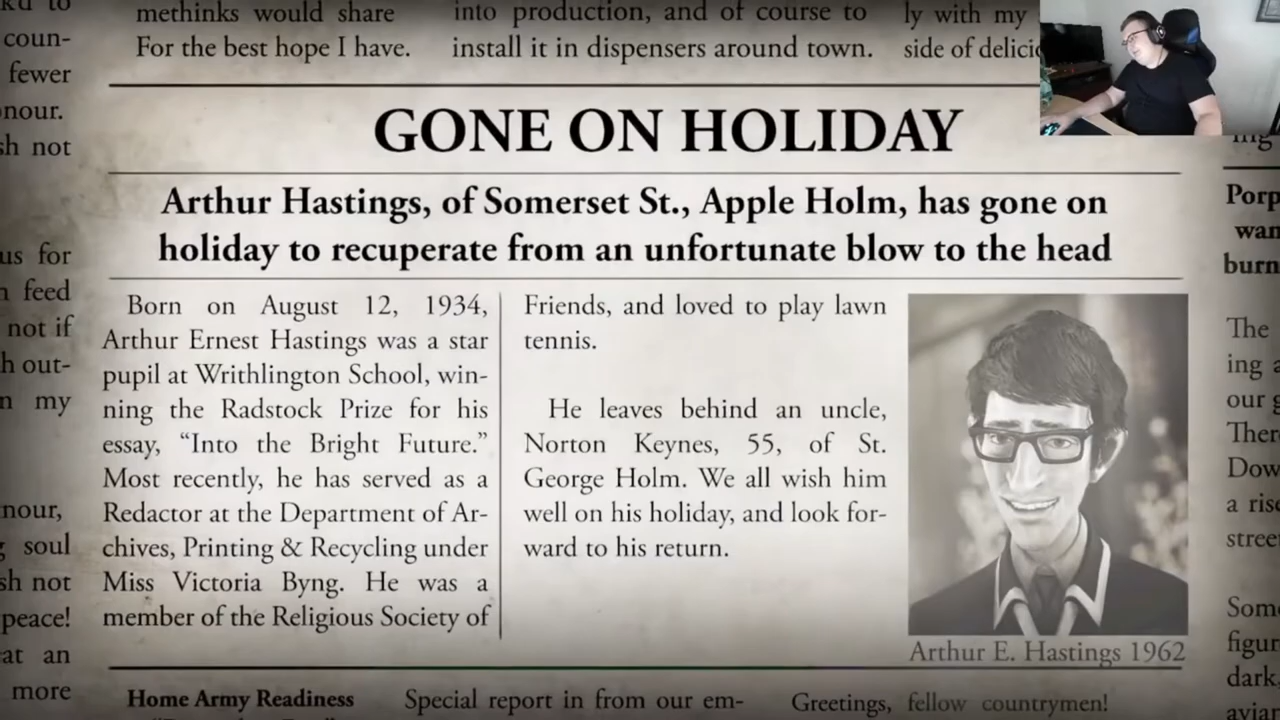 ku to
coun-
fewer
onour.
sh not
us for
feed
not if
h out-
my
nour,
soul
sh not
peace!
at an
more
methinks would share
For the best hope I have.
into production, and of course to
install it in dispensers around town.
ly with my
side of delici
GONE ON HOLIDAY
Arthur Hastings, of Somerset St., Apple Holm, has gone on
holiday to recuperate from an unfortunate blow to the head
Born on August 12, 1934,
Arthur Ernest Hastings was a star
pupil at Writhlington School, win-
ning the Radstock Prize for his
essay, “Into the Bright Future.”
Most recently, he has served as a
Redactor at the Department of Ar-
chives, Printing & Recycling under
Miss Victoria Byng. He was a
member of the Religious Society of
Friends, and loved to play lawn
tennis.
He leaves behind an uncle,
Norton Keynes, 55, of St.
George Holm. We all wish him
well on his holiday, and look for-
ward to his return.
Arthur E. Hastings 1962
Home Army Readiness
Special report in from our em-
Greetings, fellow countrymen!
ing
Porp
wan
burn
The
ing a
our g
Ther
Dow
a rise
street
Som
figur
dark
avian